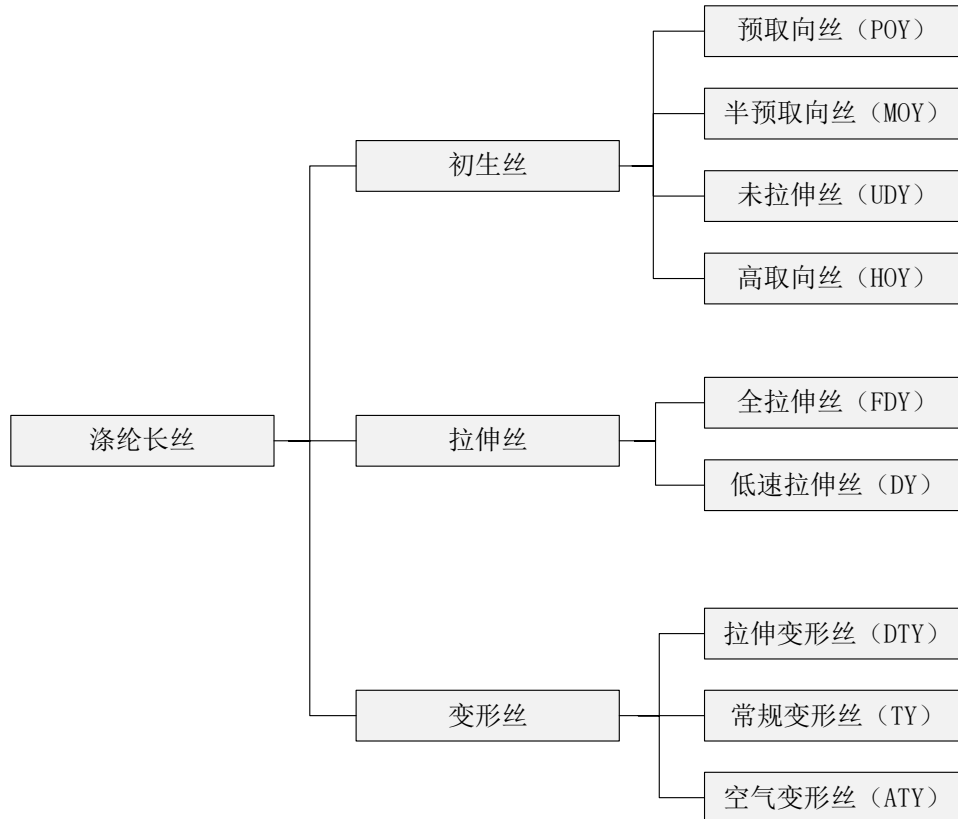 预取向丝（POY）
半预取向丝（MOY）
初生丝
未拉伸丝（UDY）
高取向丝（HOY）
全拉伸丝（FDY）
涤纶长丝
拉伸丝
低速拉伸丝（DY）
拉伸变形丝（DTY）
变形丝
常规变形丝（TY）
空气变形丝（ATY）